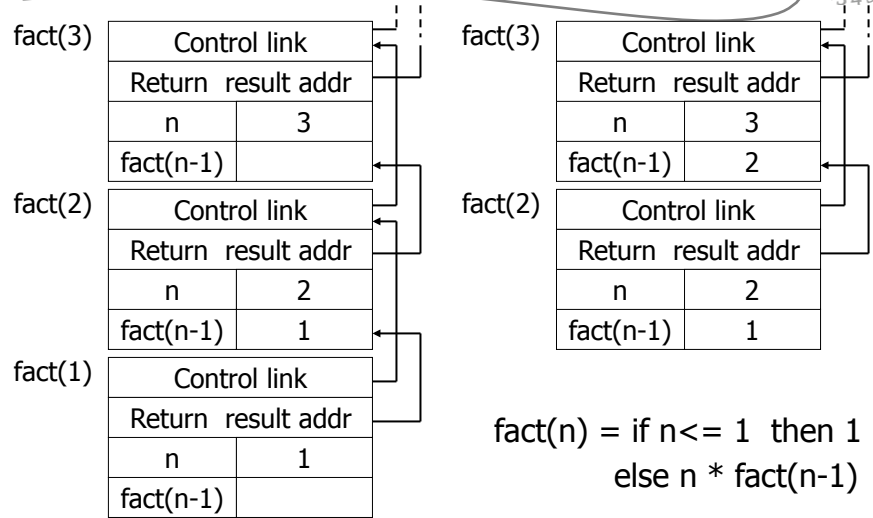 fact(3)
Control link
Return result addr
n 3
fact(n-1)
fact(2)
Control link
Return result addr
n 2
fact(n-1) 1
fact(1)
Control link
Return result addr
n 1
fact(n-1)
fact(3)
Control link
Return result addr
n 3
fact(n-1) 2
fact(2)
Control link
Return result addr
n 2
fact(n-1) 1
fact(n) = if n<= 1 then 1
else n * fact(n-1)